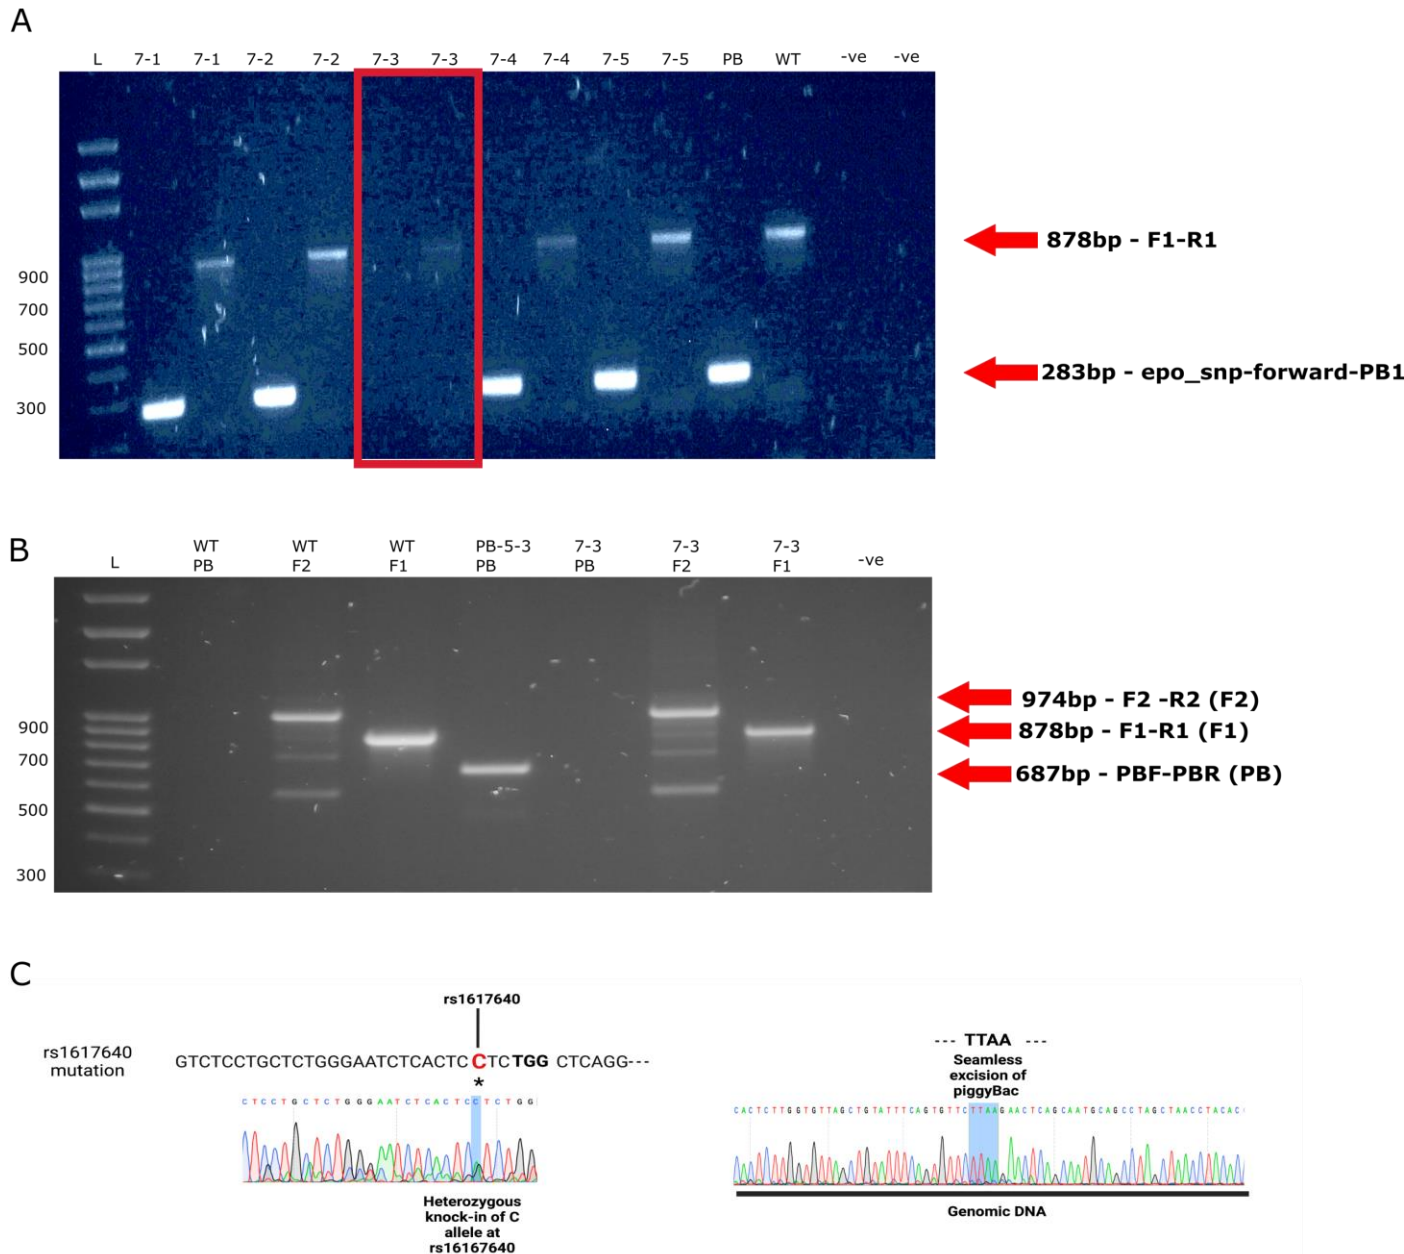 A
L 7-1 7-1 7-2 7-2 7-3 7-3 7-4 7-4 7-5 7-5 PB WT -ve -ve
900
700
500
300
878bp - F1-R1
283bp - epo_snp-forward-PB1
B
L WT PB WT F2 WT F1 PB-5-3 PB 7-3 PB 7-3 F2 7-3 F1 -ve
900
700
500
300
974bp - F2 -R2 (F2)
878bp - F1-R1 (F1)
687bp - PBF-PBR (PB)
C
rs1617640
rs1617640
mutation
GTCTCCTGCTCTGGGAATCTCACTC C TC TGG CTCAGG---
*
C T C C T G C T C T G G G A A T C T C A C T C C T C T G G
Heterozygous
knock-in of C
allele at
rs16167640
--- TTAA ---
Seamless
excision of
piggyBac
CACTCTTGGTGTTAGCTGTATTTCAGTGTTCTTAAGAACTCAGCAATGCAGCCTAGCTAACCTACAC
Genomic DNA